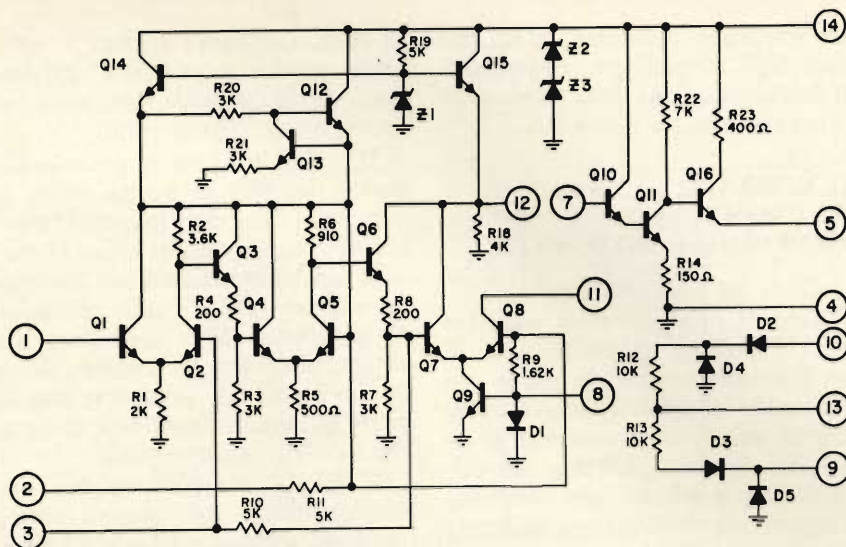 14
R19
5K
Q14
Z2
Q15
R20
3K
Q12
Z3
R22
7K
R23
400Ω
Z1
R21
3K
Q13
Q10
Q11
Q16
7
12
5
R2
3.6K
Q3
R6
910
Q6
R18
4K
R14
150Ω
R4
200
Q4
Q5
R8
200
11
4
Q1
Q8
D2
1
10
Q2
Q7
R9
1.62K
R12
10K
D4
R1
2K
R3
3K
R5
500Ω
R7
3K
Q9
8
13
D1
R13
10K
D3
9
2
R11
5K
D5
R10
5K
3